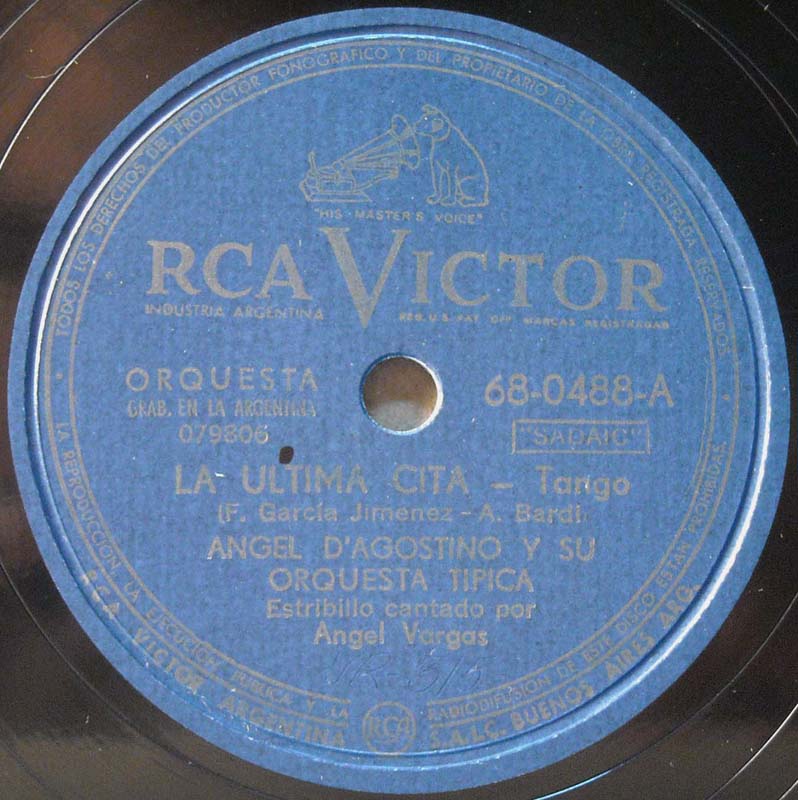 TODOS LOS DERECHOS DEL PRODUCTOR FONOGRAFICO Y DEL PROPIETARIO DE LA OBRA REGISTRADA RESERVADOS
"HIS MASTER'S VOICE"
RCA VICTOR
INDUSTRIA ARGENTINA
REG. U.S. PAT. OFF. MARCAS REGISTRADAS
ORQUESTA
GRAB. EN LA ARGENTINA
079806
68-0488-A
"SADAIC"
LA ULTIMA CITA - Tango
(F. García Jiménez - A. Bardi)
ANGEL D'AGOSTINO Y SU
ORQUESTA TIPICA
Estribillo cantado por
Angel Vargas
LA REPRODUCCION, LA EJECUCION PUBLICA Y LA RADIODIFUSION DE ESTE DISCO ESTAN PROHIBIDAS
RCA VICTOR ARGENTINA
RCA
S.A.I.C. BUENOS AIRES ARG.